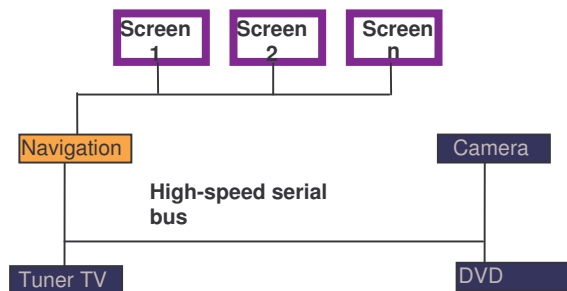 Screen
1
Screen
2
Screen
n
Navigation
Camera
High-speed serial
bus
Tuner TV
DVD